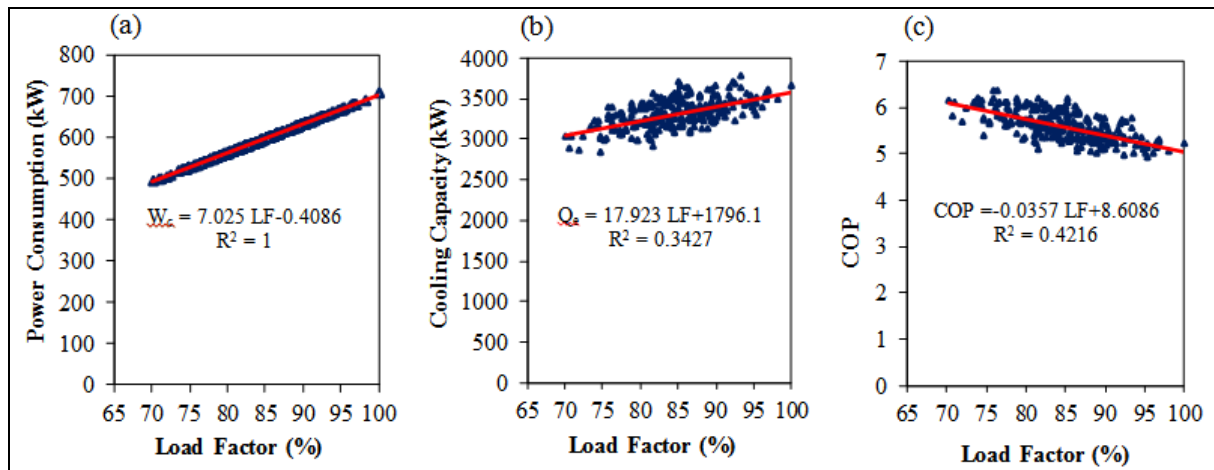 (a)
Power Consumption (kW)
800
700
600
500
400
300
200
100
0
W_c = 7.025 LF-0.4086
R² = 1
65 70 75 80 85 90 95 100
Load Factor (%)
(b)
Cooling Capacity (kW)
4000
3500
3000
2500
2000
1500
1000
500
0
Q_e = 17.923 LF+1796.1
R² = 0.3427
65 70 75 80 85 90 95 100
Load Factor (%)
(c)
COP
7
6
5
4
3
2
1
0
COP =-0.0357 LF+8.6086
R² = 0.4216
65 70 75 80 85 90 95 100
Load Factor (%)